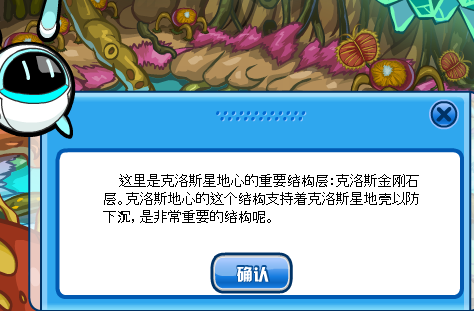 这里是克洛斯星地心的重要结构层：克洛斯金刚石
层。克洛斯地心的这个结构支持着克洛斯星地壳以防
下沉，是非常重要的结构呢。
确认